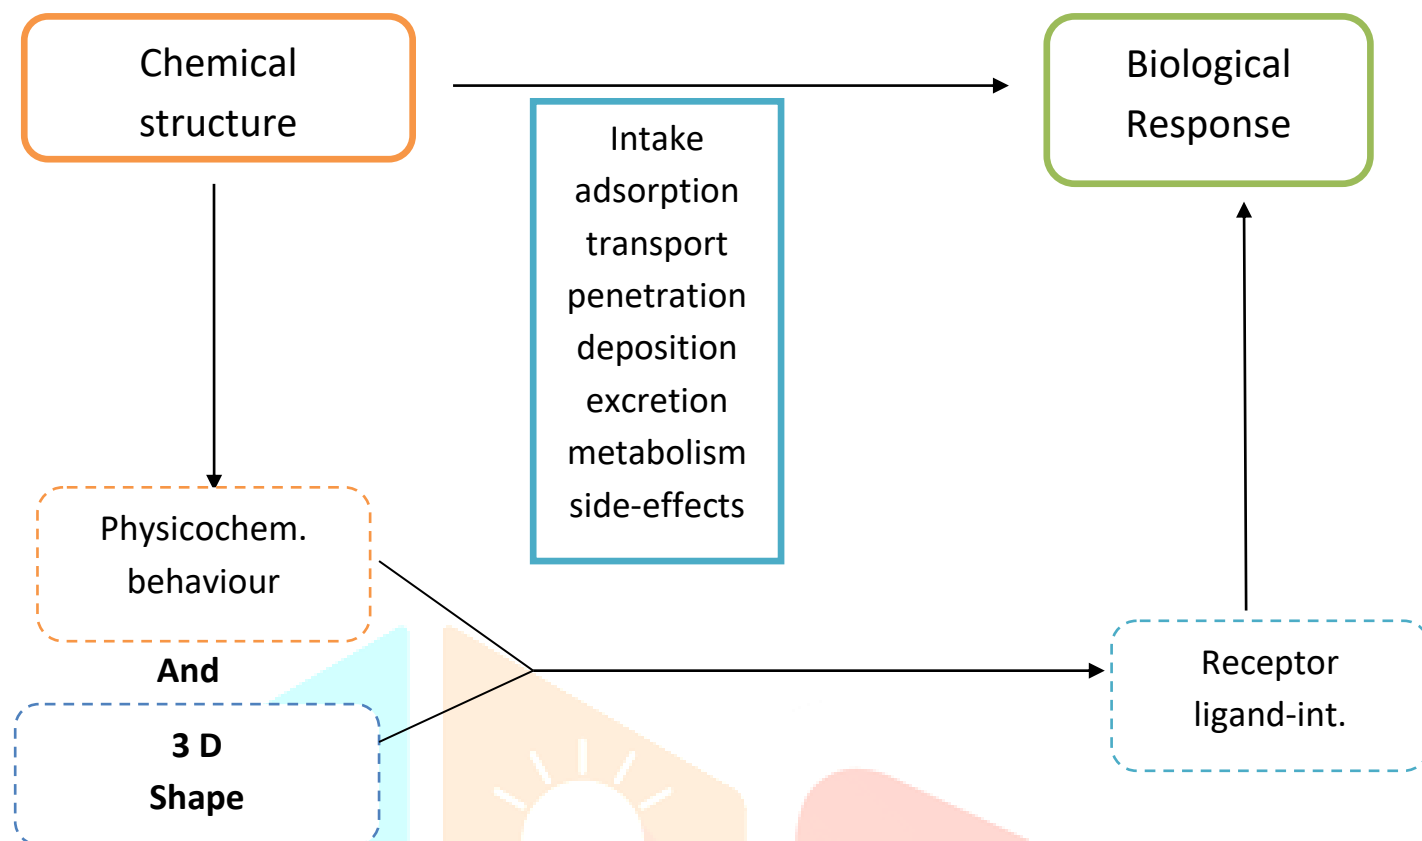 Chemical
structure
Biological
Response
Intake
adsorption
transport
penetration
deposition
excretion
metabolism
side-effects
Physicochem.
behaviour
And
3 D
Shape
Receptor
ligand-int.